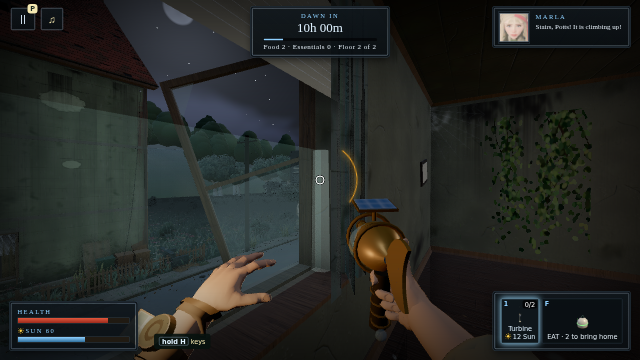 P
DAWN IN
10h 00m
Food 2 · Essentials 0 · Floor 2 of 2
MARLA
Stairs, Potts! It is climbing up!
HEALTH
SUN 60
hold H keys
1 0/2
Turbine
12 Sun
F
EAT · 2 to bring home